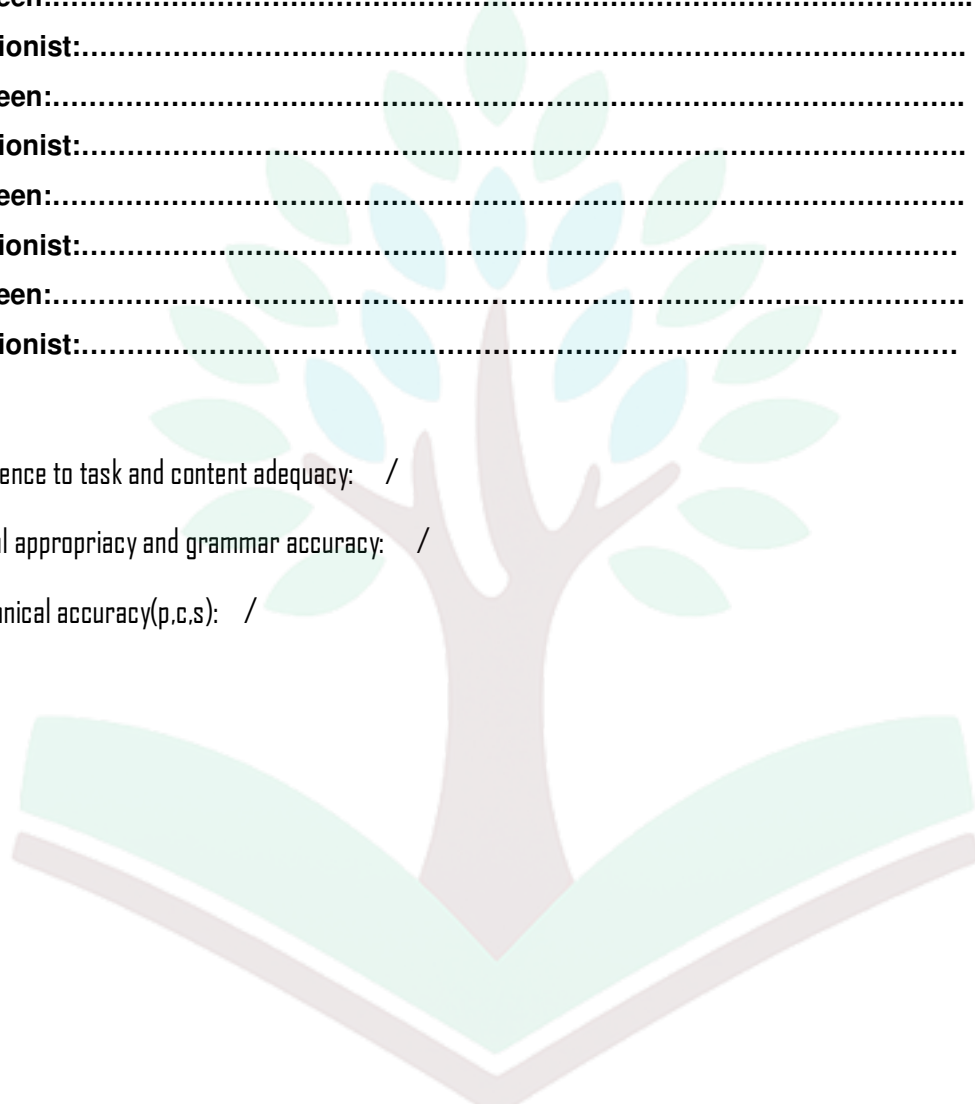 een:……………………………………………………………………………………..
ionist:…………………………………………………………………………………….
een:……………………………………………………………………………………..
ionist:…………………………………………………………………………………….
een:………………………………………………………………………………………
ionist:……………………………………………………………………………………
een:………………………………………………………………………………………
ionist:……………………………………………………………………………………
ence to task and content adequacy: /
al appropriacy and grammar accuracy: /
anical accuracy(p,c,s): /